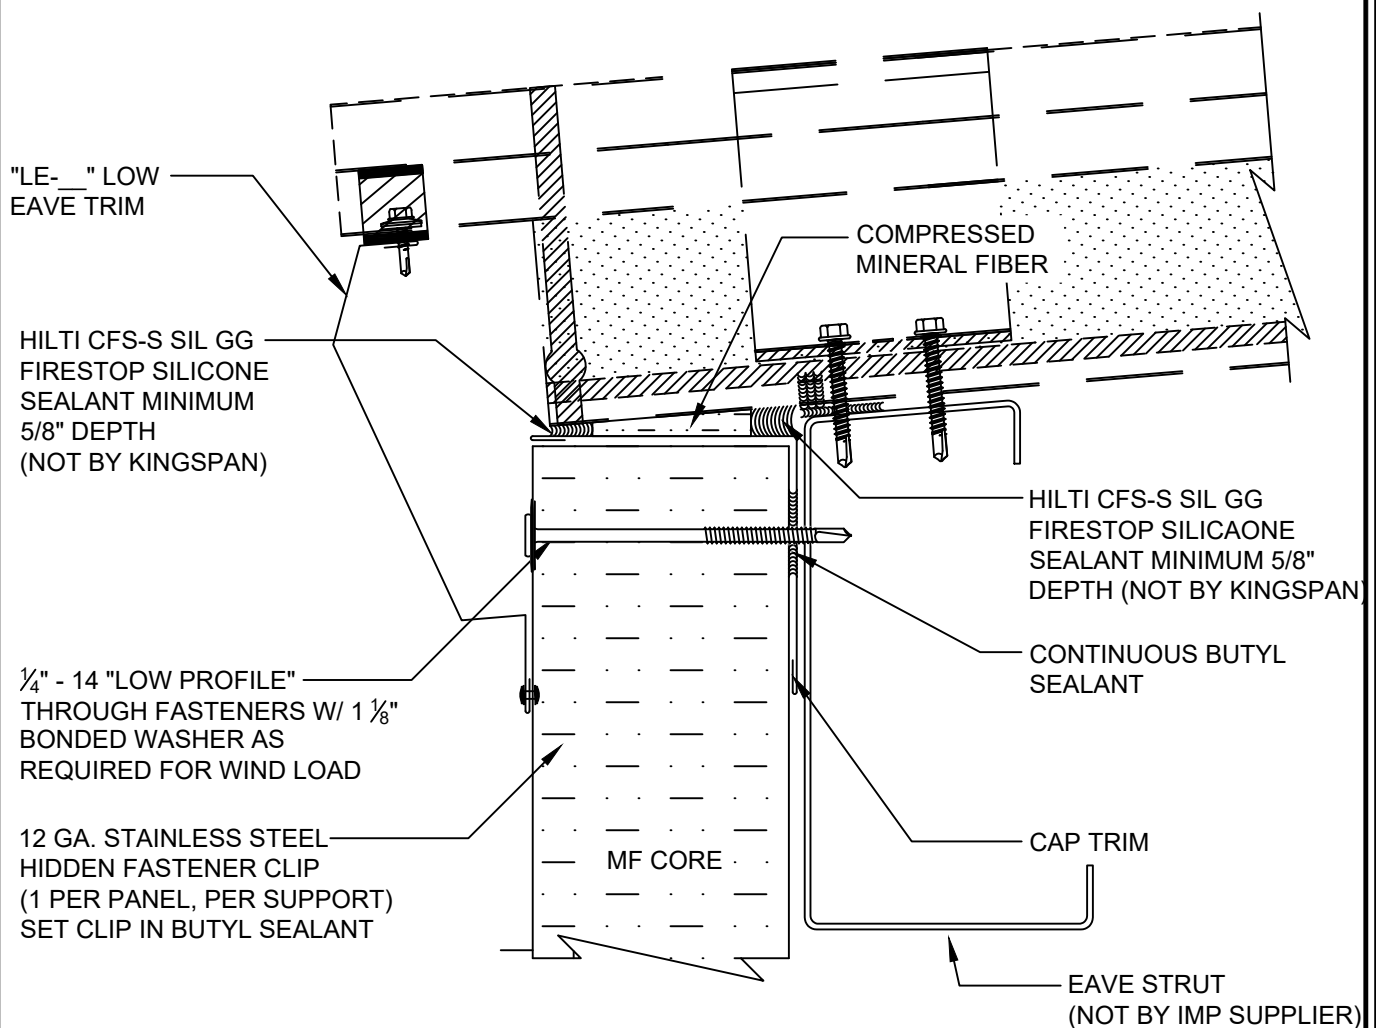 "LE-__" LOW
EAVE TRIM
COMPRESSED
MINERAL FIBER
HILTI CFS-S SIL GG
FIRESTOP SILICONE
SEALANT MINIMUM
5/8" DEPTH
(NOT BY KINGSPAN)
HILTI CFS-S SIL GG
FIRESTOP SILICAONE
SEALANT MINIMUM 5/8"
DEPTH (NOT BY KINGSPAN)
CONTINUOUS BUTYL
SEALANT
¼" - 14 "LOW PROFILE"
THROUGH FASTENERS W/ 1 ⅛"
BONDED WASHER AS
REQUIRED FOR WIND LOAD
12 GA. STAINLESS STEEL
HIDDEN FASTENER CLIP
(1 PER PANEL, PER SUPPORT)
SET CLIP IN BUTYL SEALANT
MF CORE
CAP TRIM
EAVE STRUT
(NOT BY IMP SUPPLIER)